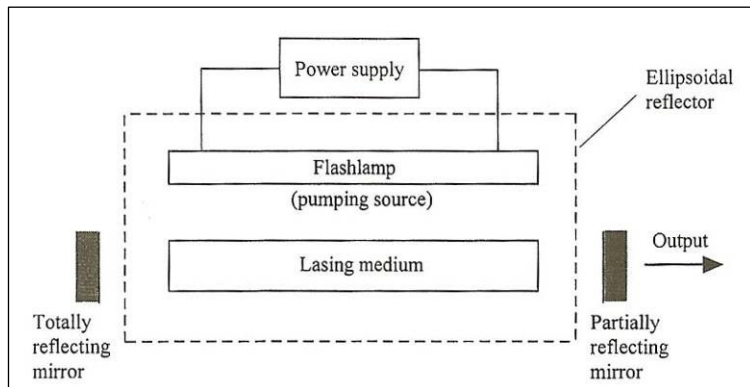 Power supply
Ellipsoidal
reflector
Flashlamp
(pumping source)
Lasing medium
Output
Totally
reflecting
mirror
Partially
reflecting
mirror